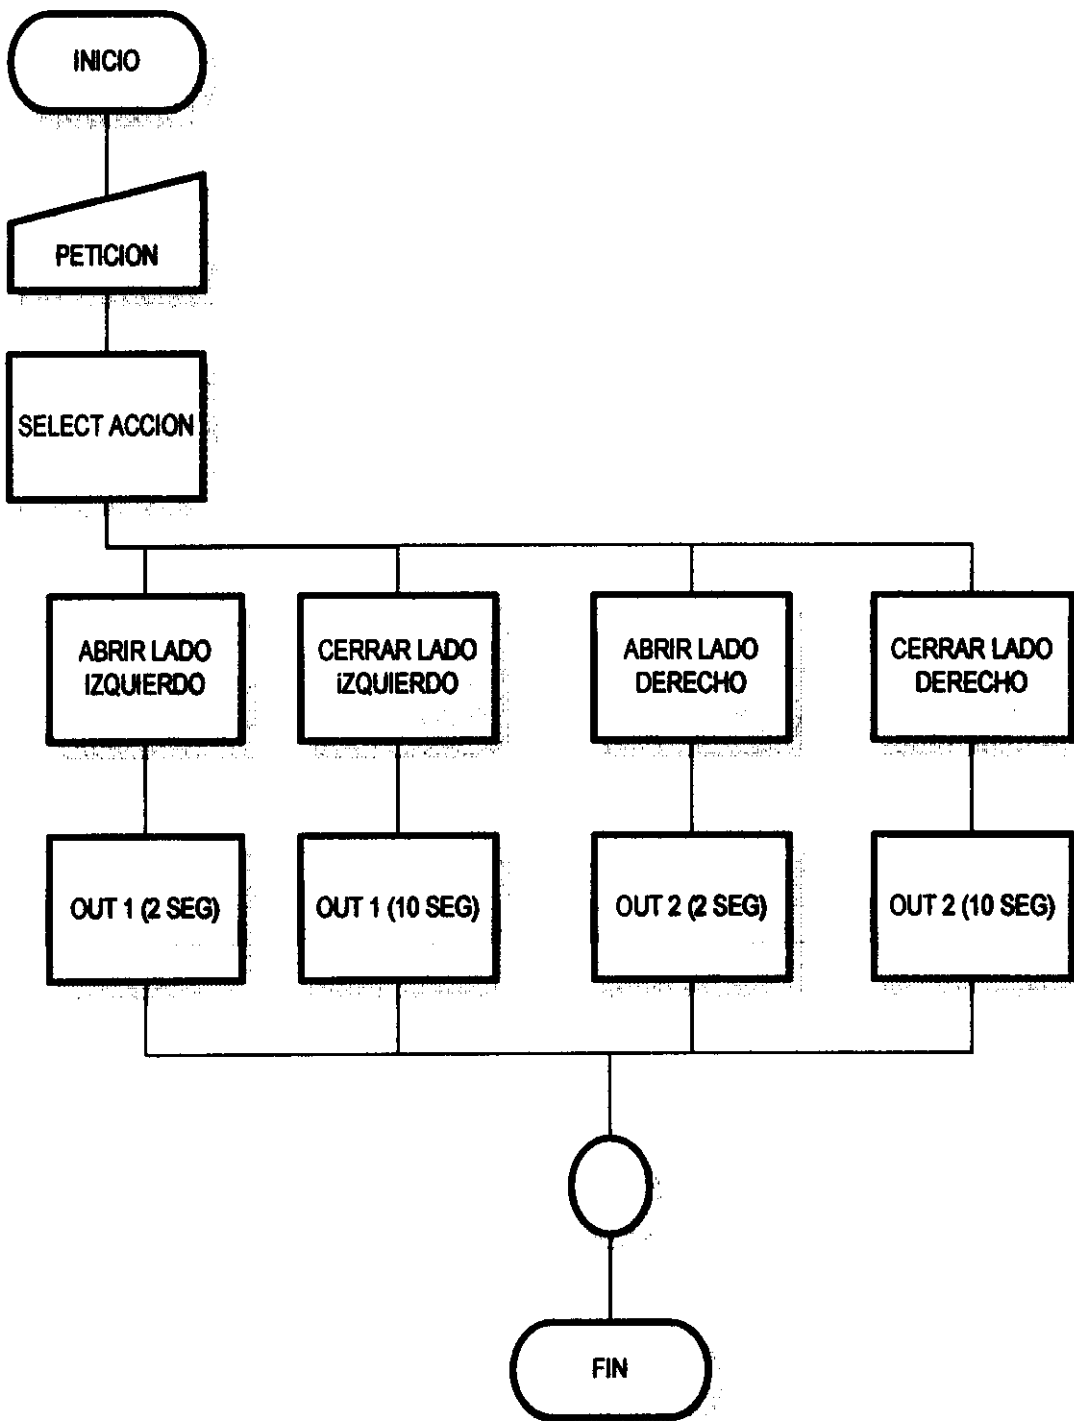 INICIO
PETICION
SELECT ACCION
ABRIR LADO
IZQUIERDO
CERRAR LADO
IZQUIERDO
ABRIR LADO
DERECHO
CERRAR LADO
DERECHO
OUT 1 (2 SEG)
OUT 1 (10 SEG)
OUT 2 (2 SEG)
OUT 2 (10 SEG)
FIN